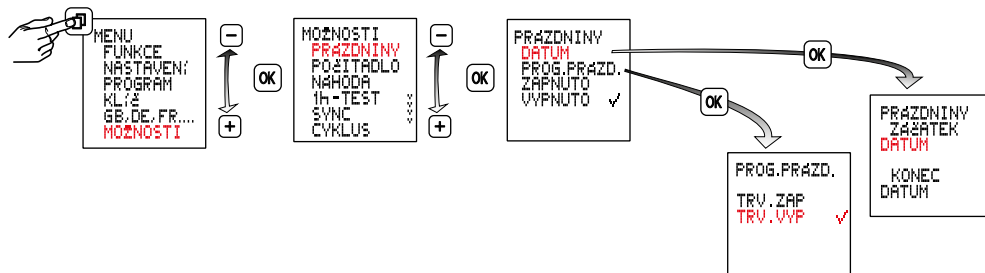 MENU
FUNKCE
NASTAVENÍ
PROGRAM
KLÍČ
GB,DE,FR....
MOŽNOSTI
−
+
OK
MOŽNOSTI
PRÁZDNINY
POČITADLO
NÁHODA
1h-TEST
SYNC
CYKLUS
−
+
OK
PRÁZDNINY
DATUM
PROG.PRÁZD.
ZAPNUTO
VYPNUTO ✓
OK
OK
PROG.PRÁZD.
TRV.ZAP
TRV.VYP ✓
PRÁZDNINY
ZÁČÁTEK
DATUM
KONEC
DATUM